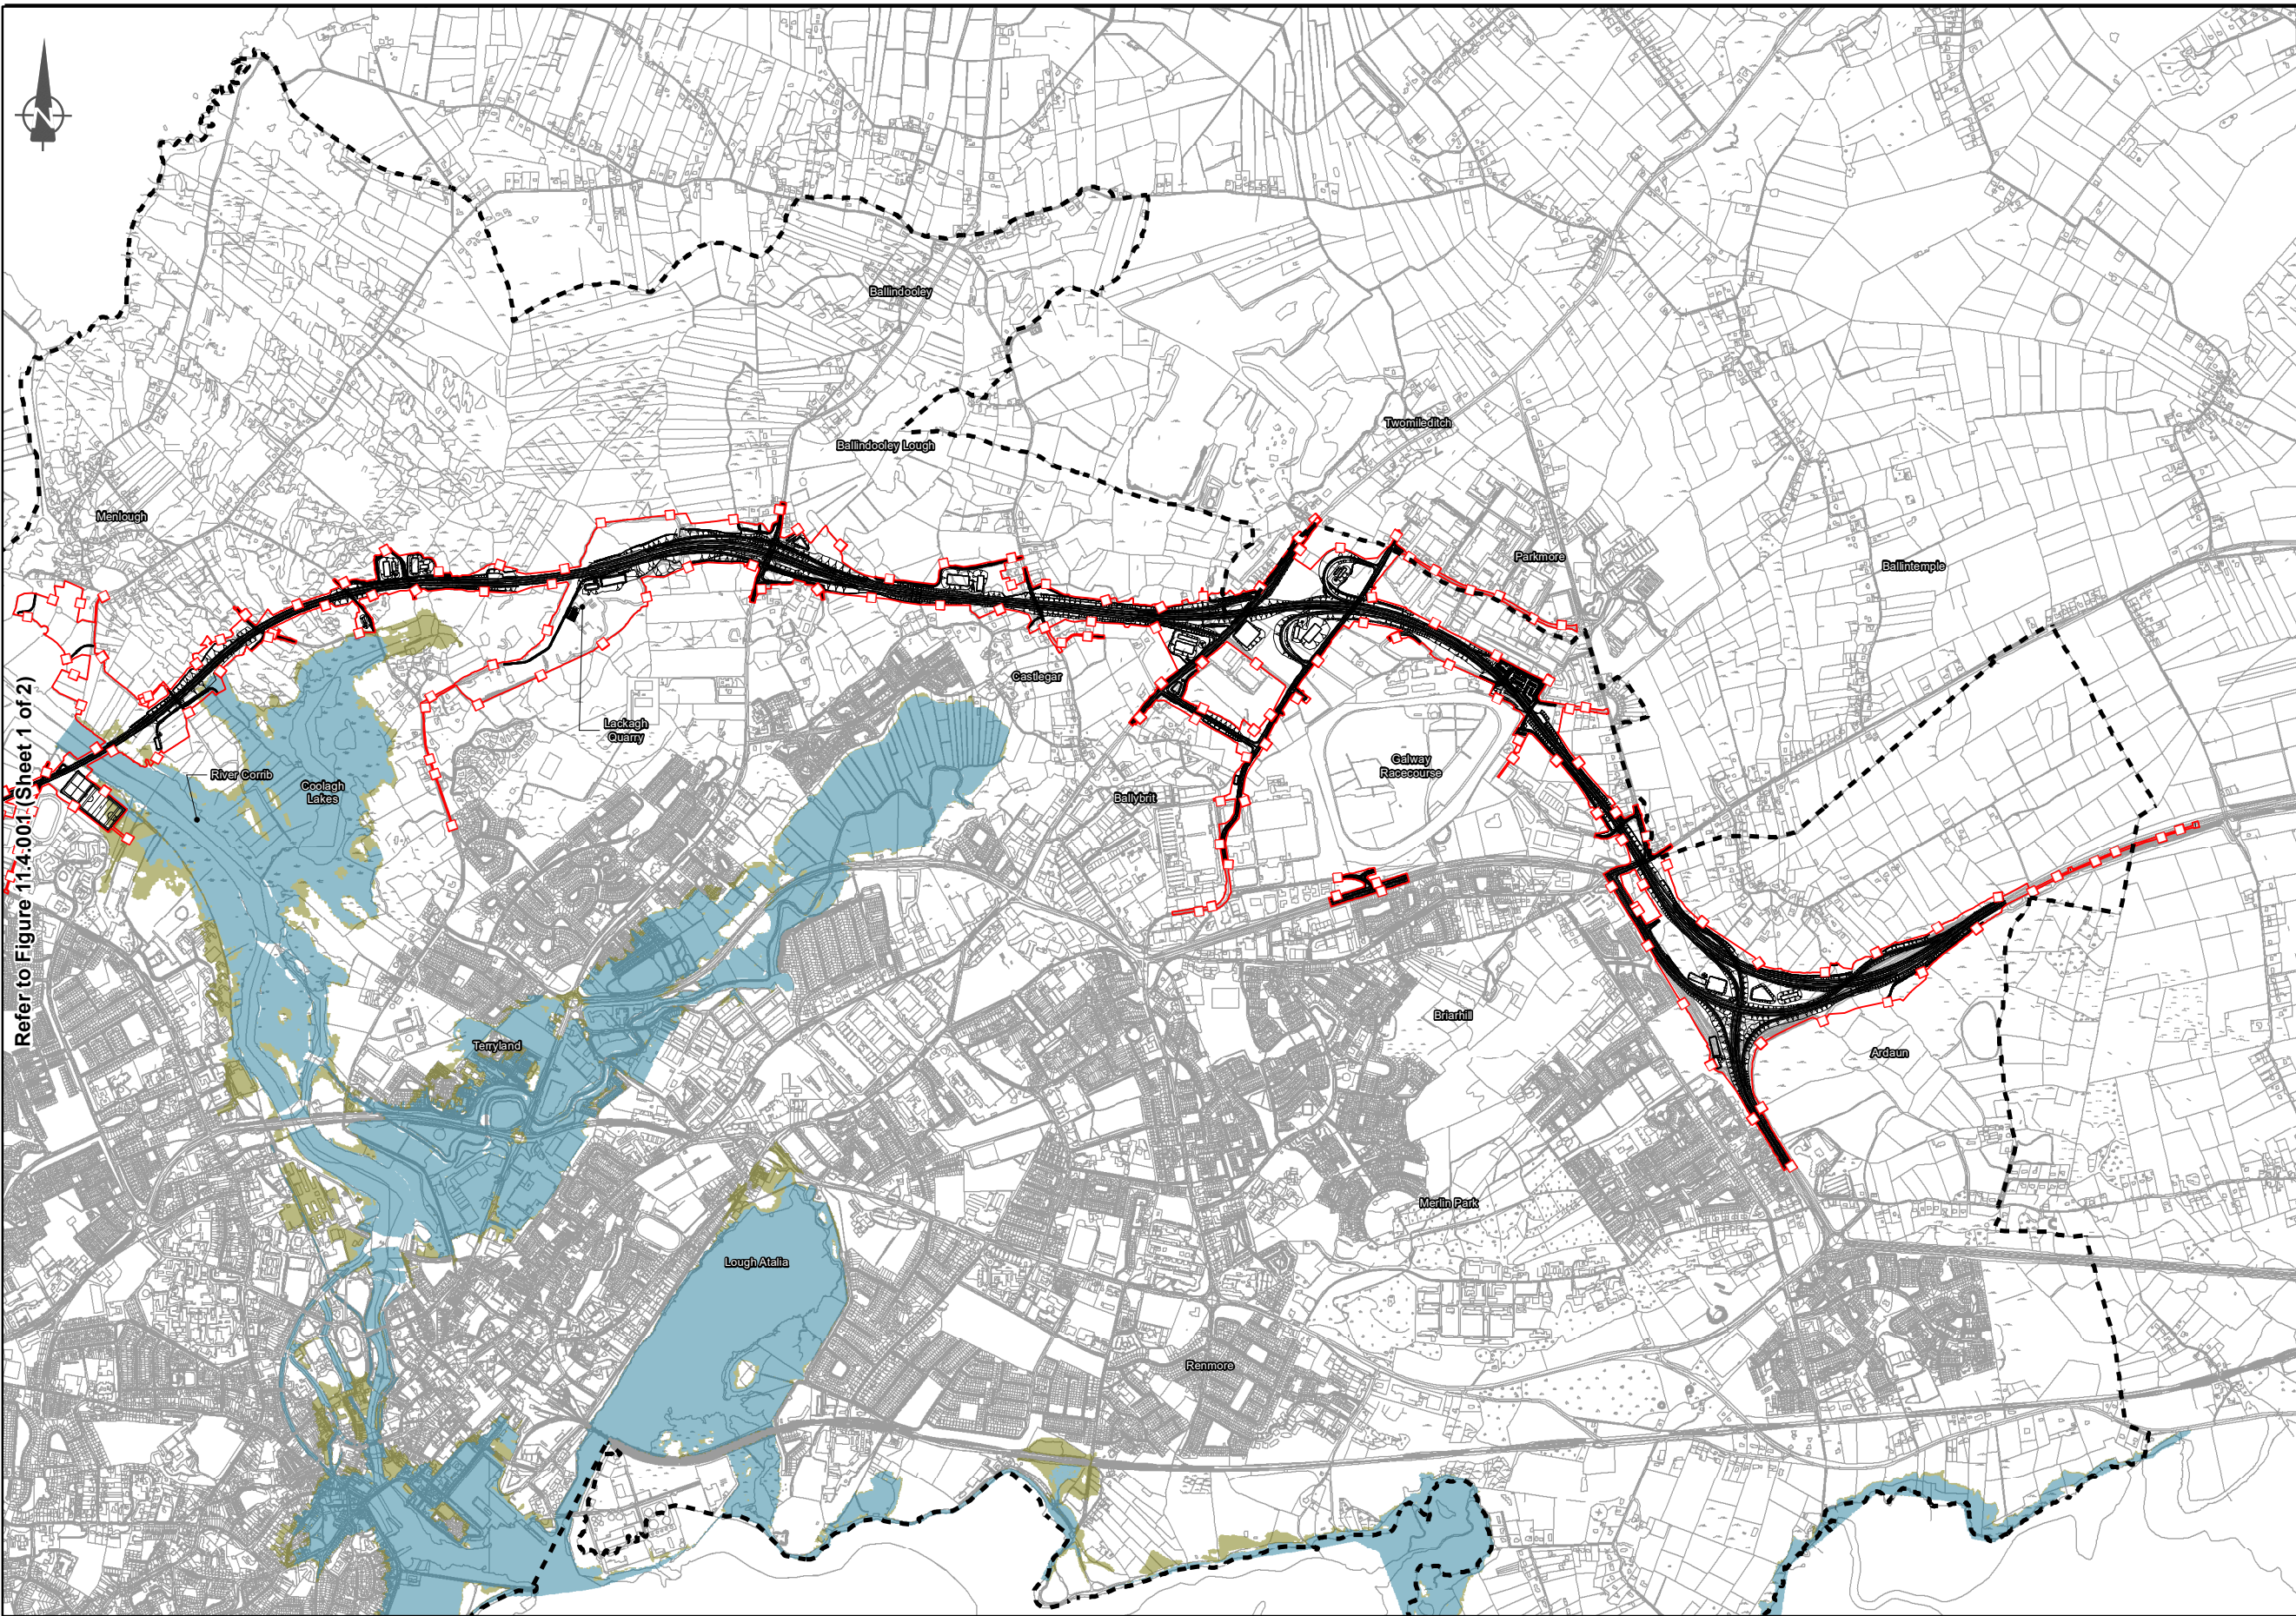 N
Ballindooley
Twomileditch
Ballindooley Lough
Menlough
Parkmore
Ballintemple
Castlegar
Lackagh
Quarry
Galway
Racecourse
River Corrib
Coolagh
Lakes
Ballybrit
Refer to Figure 11.4.001 (Sheet 1 of 2)
Briarhill
Terryland
Ardaun
Merlin Park
Lough Atalia
Renmore